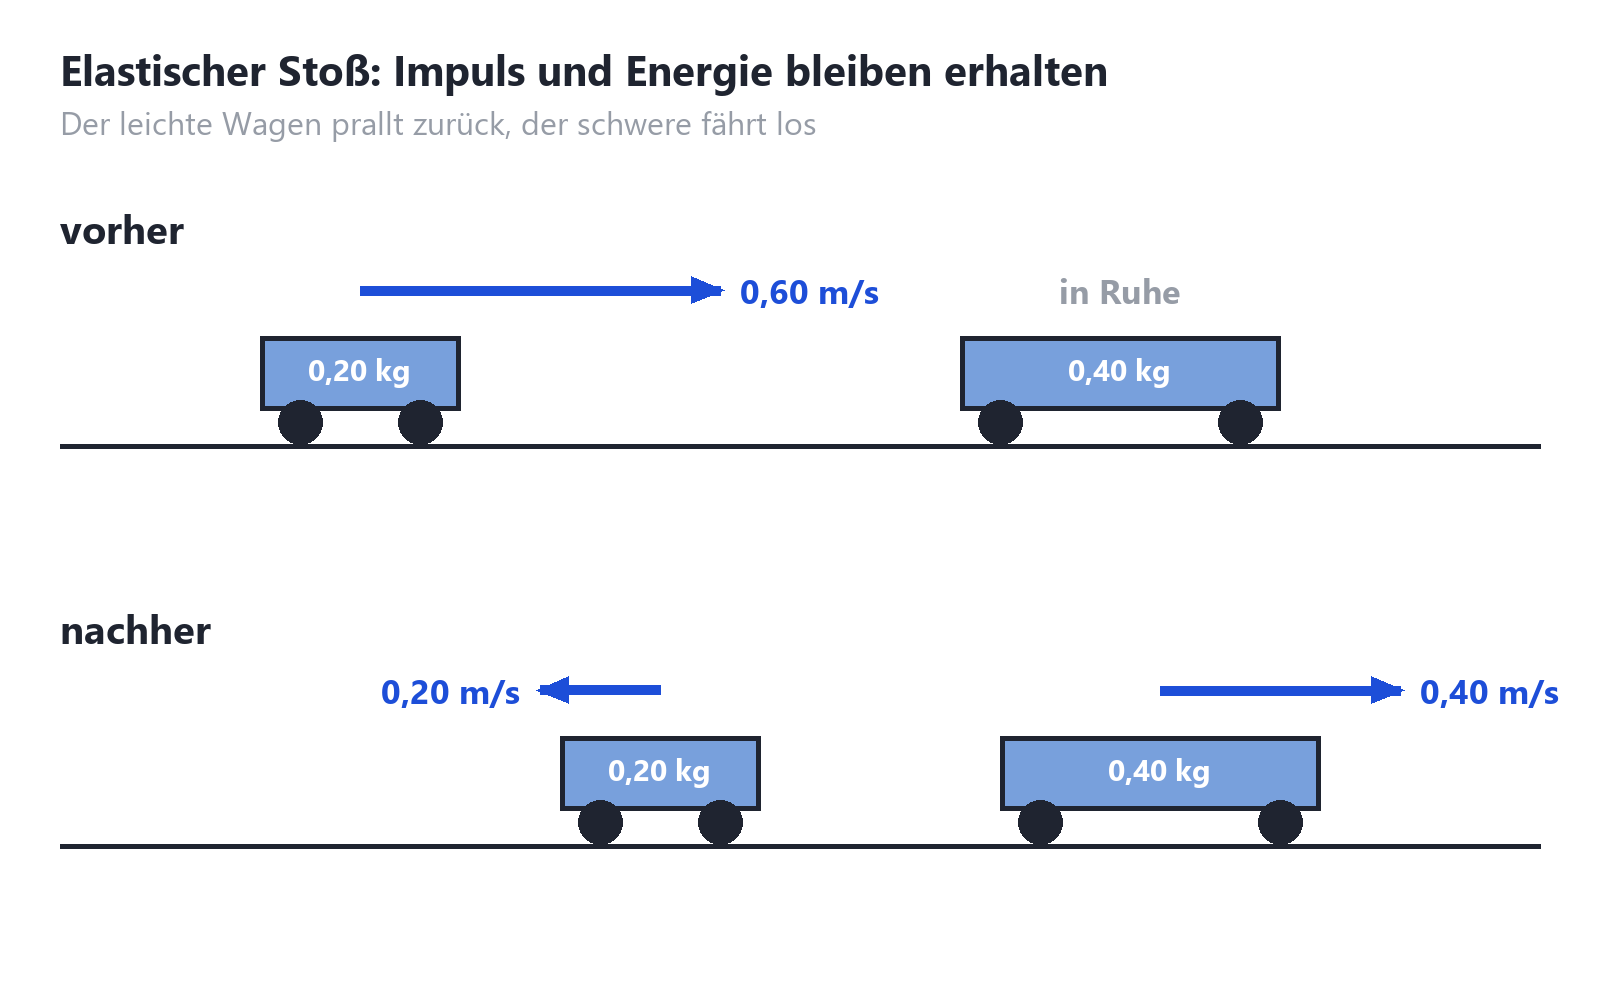 Elastischer Stoß: Impuls und Energie bleiben erhalten
Der leichte Wagen prallt zurück, der schwere fährt los
vorher
0,60 m/s
in Ruhe
0,20 kg
0,40 kg
nachher
0,20 m/s
0,40 m/s
0,20 kg
0,40 kg